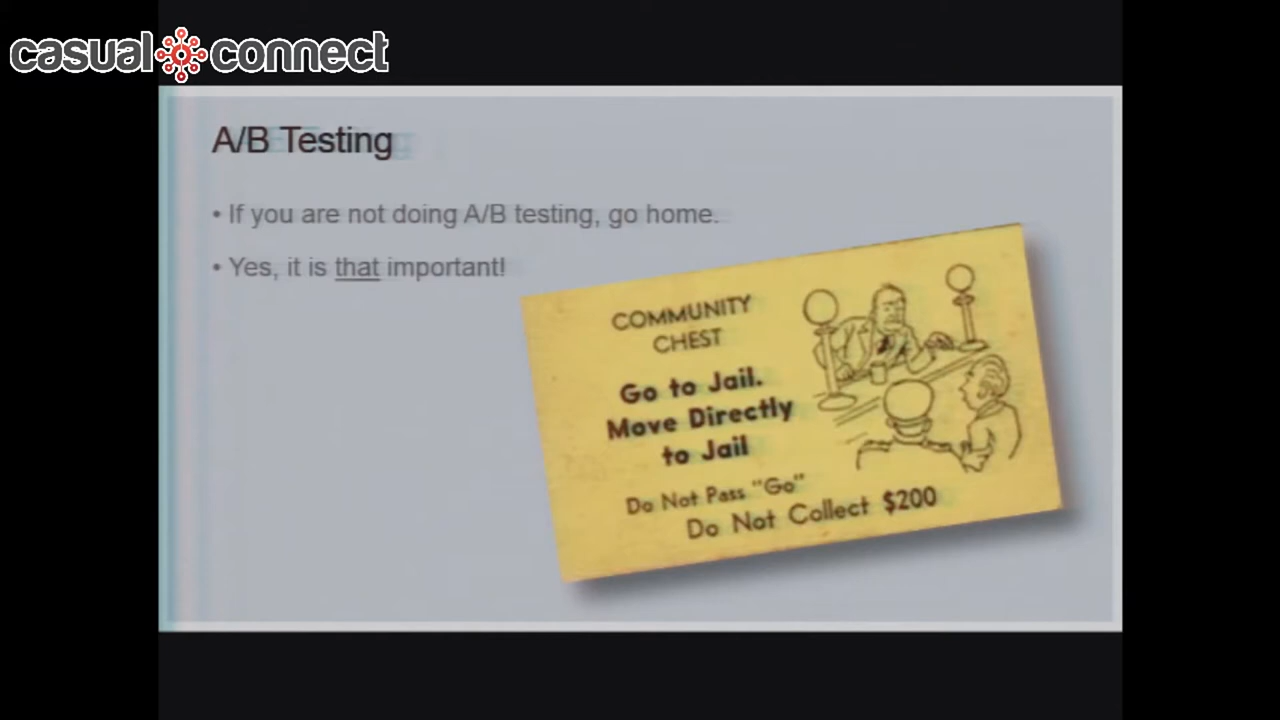 casual connect
A/B Testing
• If you are not doing A/B testing, go home.
• Yes, it is that important!
COMMUNITY
CHEST
Go to Jail.
Move Directly
to Jail
Do Not Pass "Go"
Do Not Collect $200